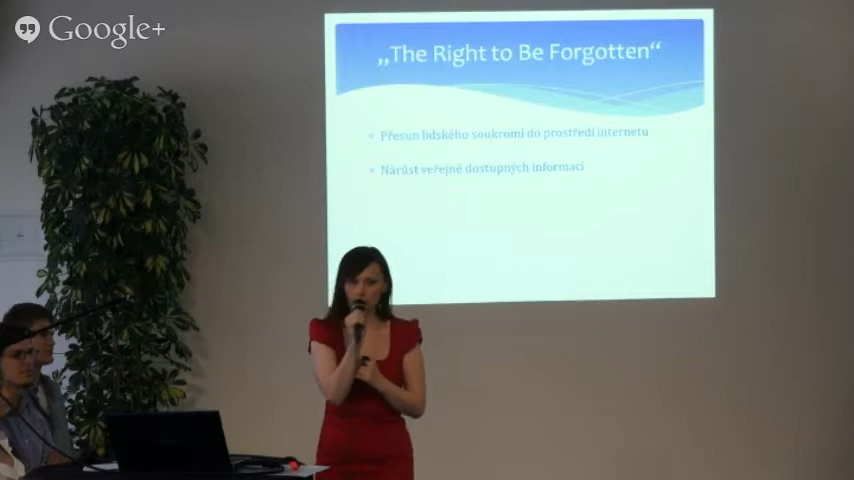 Google+
„The Right to Be Forgotten“
Přesun lidského soukromí do prostředí internetu
Nárůst veřejně dostupných informací